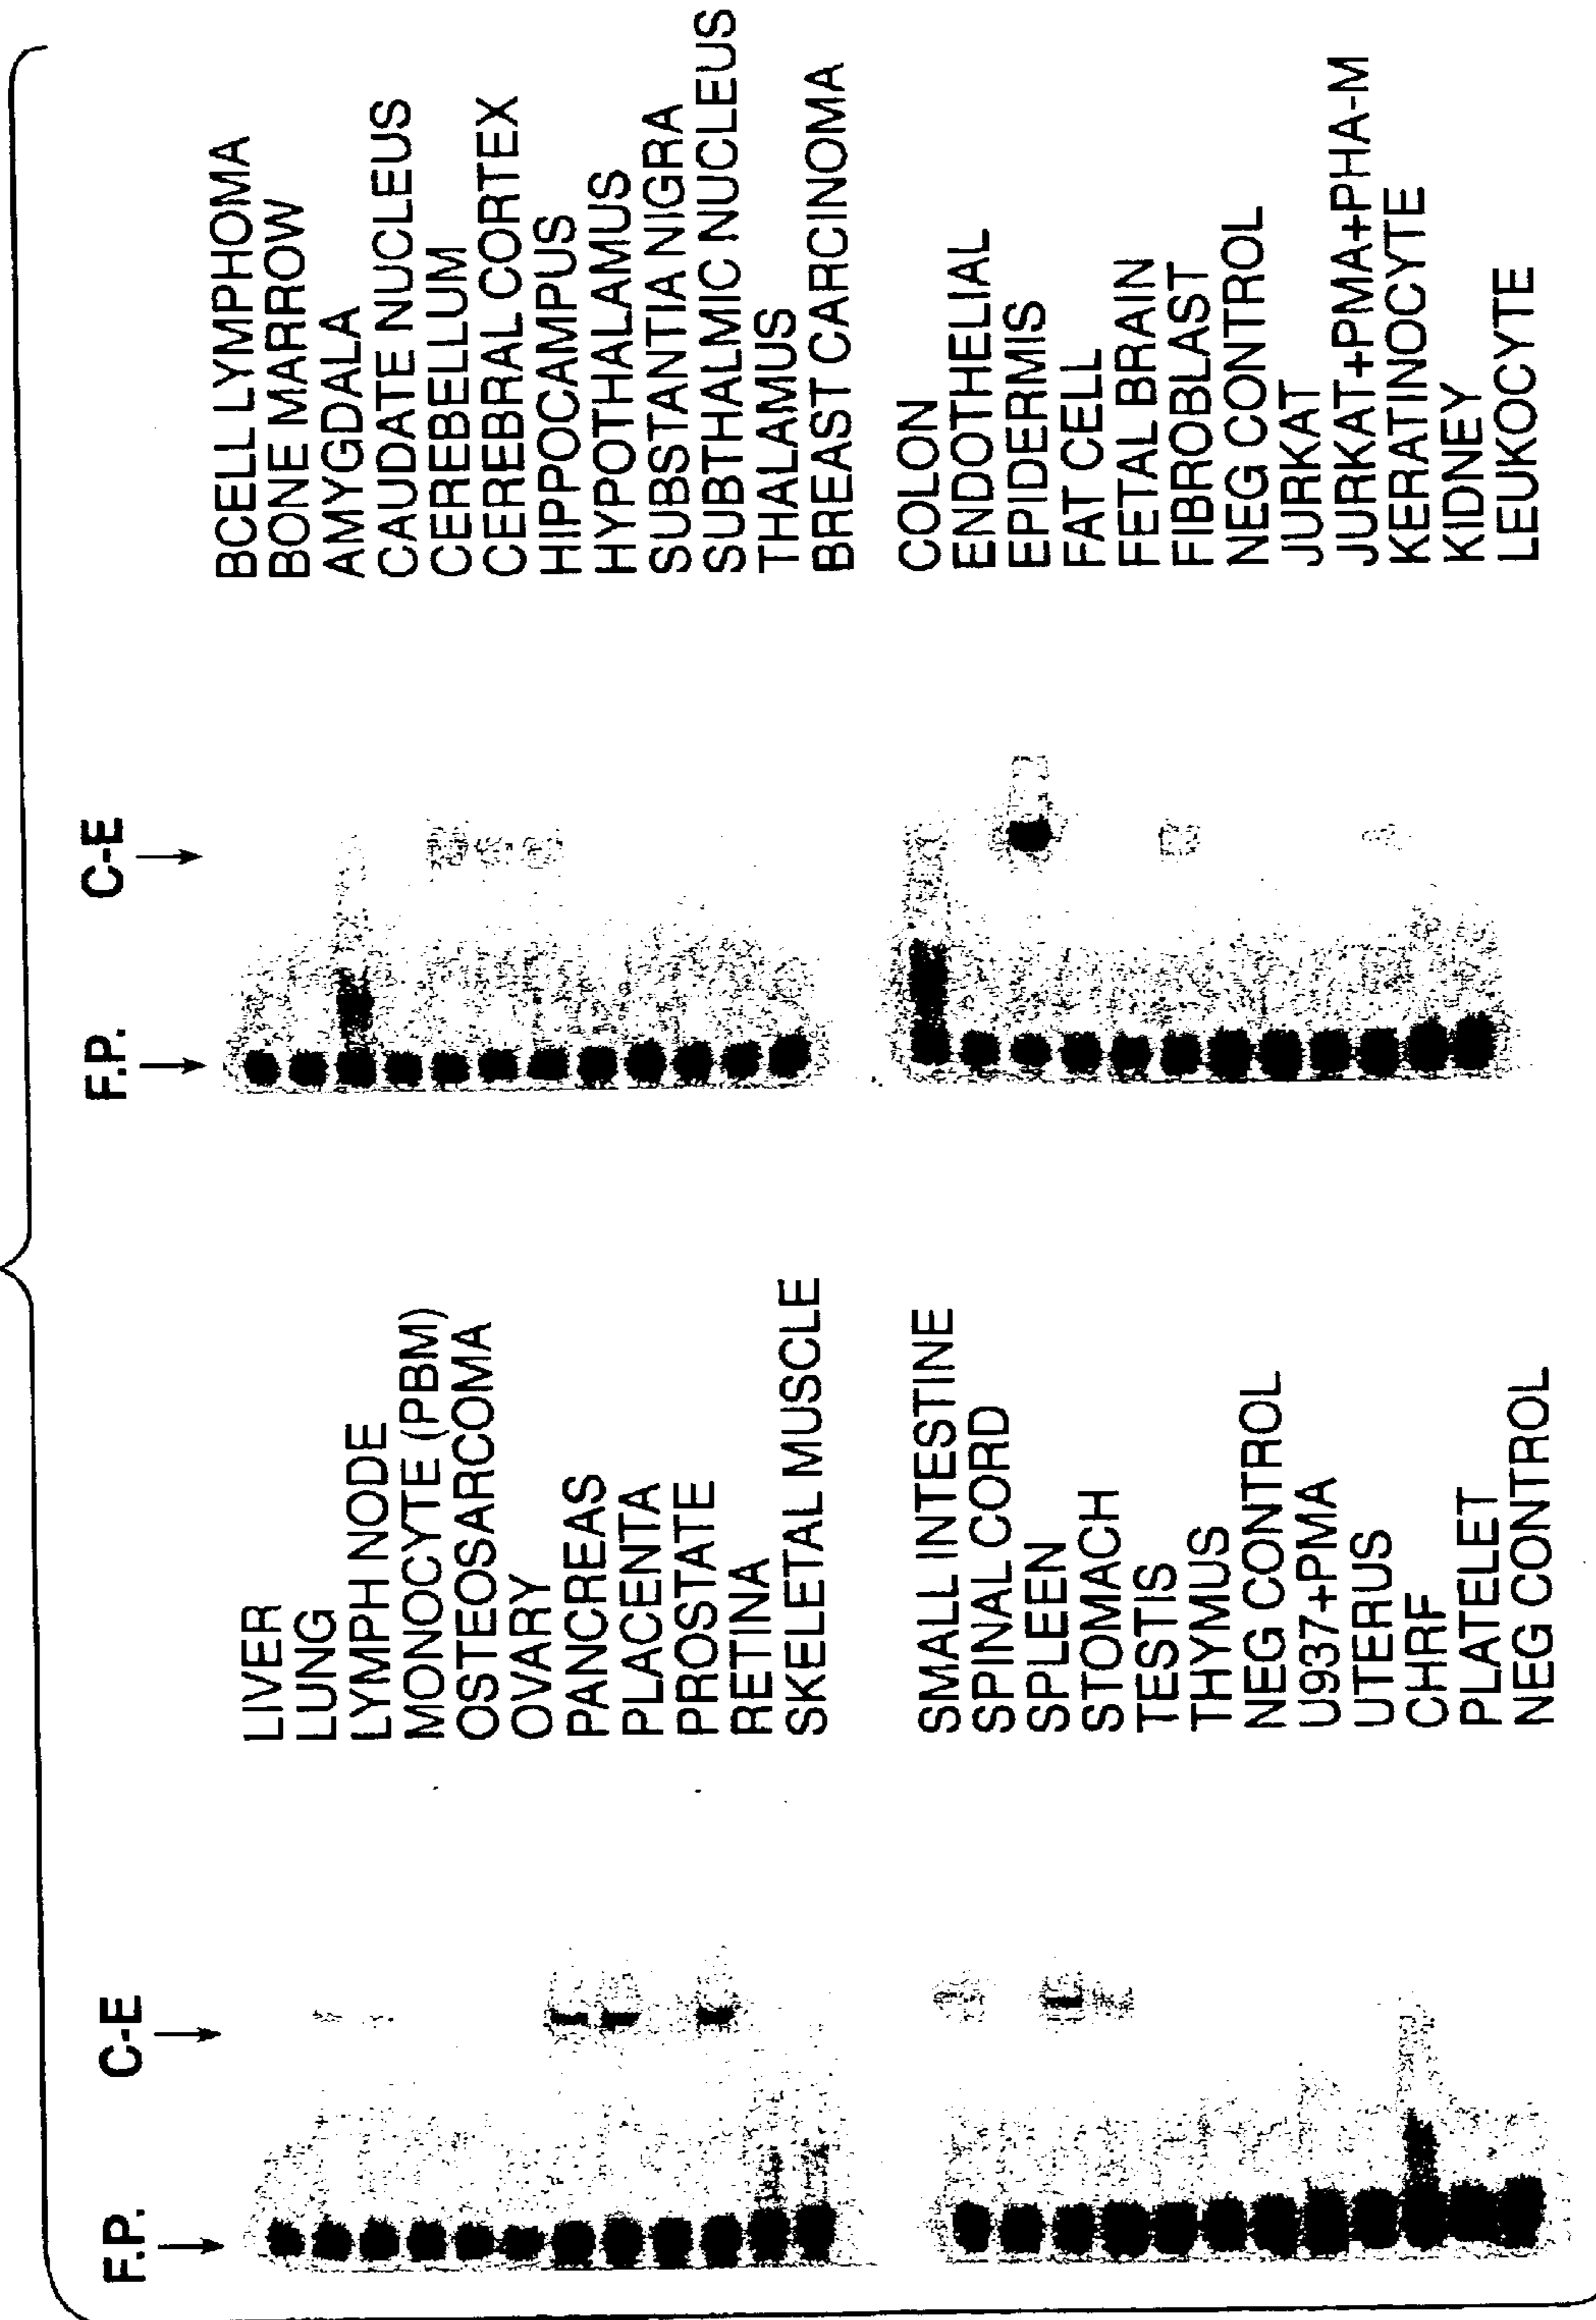 F.P.
C-E
BCELL LYMPHOMA
BONE MARROW
AMYGDALA
CAUDATE NUCLEUS
CEREBELLUM
CEREBRAL CORTEX
HIPPOCAMPUS
HYPOTHALAMUS
SUBSTANTIA NIGRA
SUBTHALMIC NUCLEUS
THALAMUS
BREAST CARCINOMA
COLON
ENDOTHELIAL
EPIDERMIS
FAT CELL
FETAL BRAIN
FIBROBLAST
NEG CONTROL
JURKAT
JURKAT+PMA+PHA-M
KERATINOCYTE
KIDNEY
LEUKOCYTE
F.P.
C-E
LIVER
LUNG
LYMPH NODE
MONOCYTE (PBM)
OSTEOSARCOMA
OVARY
PANCREAS
PLACENTA
PROSTATE
RETINA
SKELETAL MUSCLE
SMALL INTESTINE
SPINAL CORD
SPLEEN
STOMACH
TESTIS
THYMUS
NEG CONTROL
U937+PMA
UTERUS
CHRF
PLATELET
NEG CONTROL